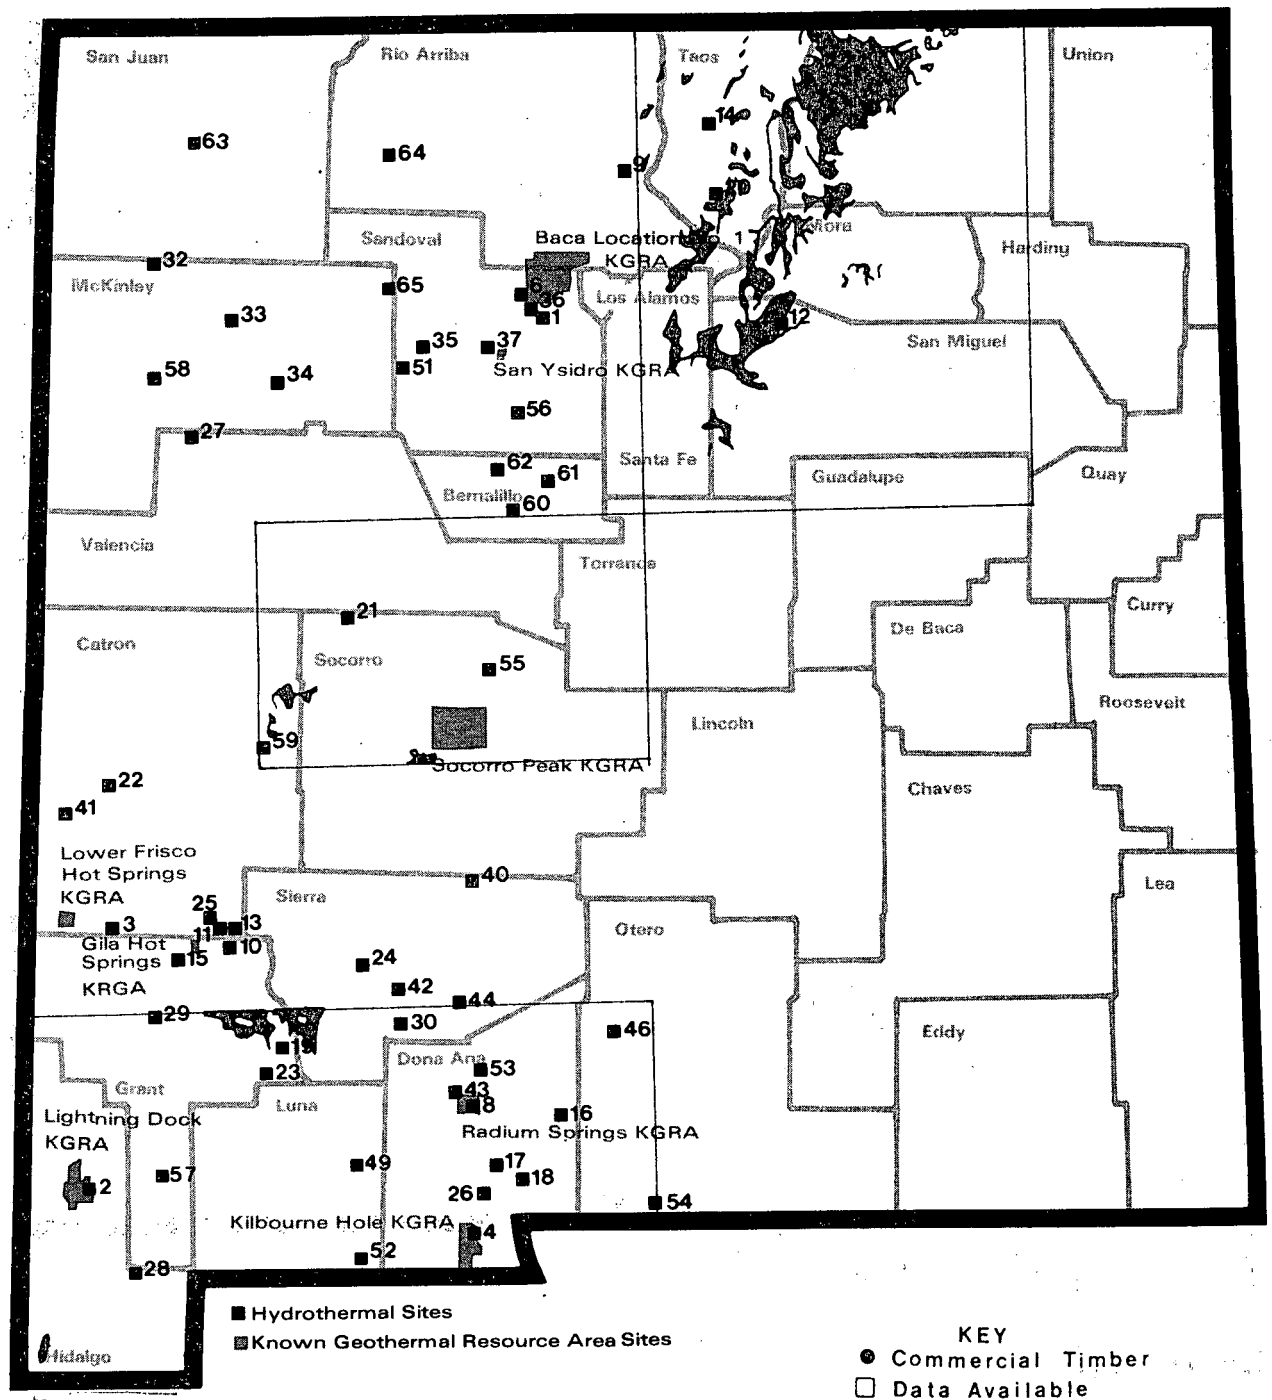 San Juan
Rio Arriba
Taos
Union
63
64
14
9
Sandoval
Mora
Harding
Baca Location
1
KGRA
32
McKinley
65
6
36
1
Los Alamos
12
33
35
37
San Miguel
58
34
51
San Ysidro KGRA
56
27
62
61
Santa Fe
Guadalupe
Quay
Bernalillo
60
Valencia
Torrance
21
Curry
De Baca
Catron
Socorro
55
Roosevelt
Lincoln
59
Socorro Peak KGRA
22
Chaves
41
Lower Frisco
Hot Springs
KGRA
40
Lea
Sierra
25
3
11
13
Otero
Gila Hot
10
Springs
15
24
KRGA
42
44
29
30
46
Eddy
19
Dona Ana
53
23
Grant
43
8
Luna
16
Lightning Dock
Radium Springs KGRA
KGRA
49
17
57
18
2
26
54
Kilbourne Hole KGRA
4
52
28
Hydrothermal Sites
Known Geothermal Resource Area Sites
Hidalgo
KEY
Commercial Timber
Data Available